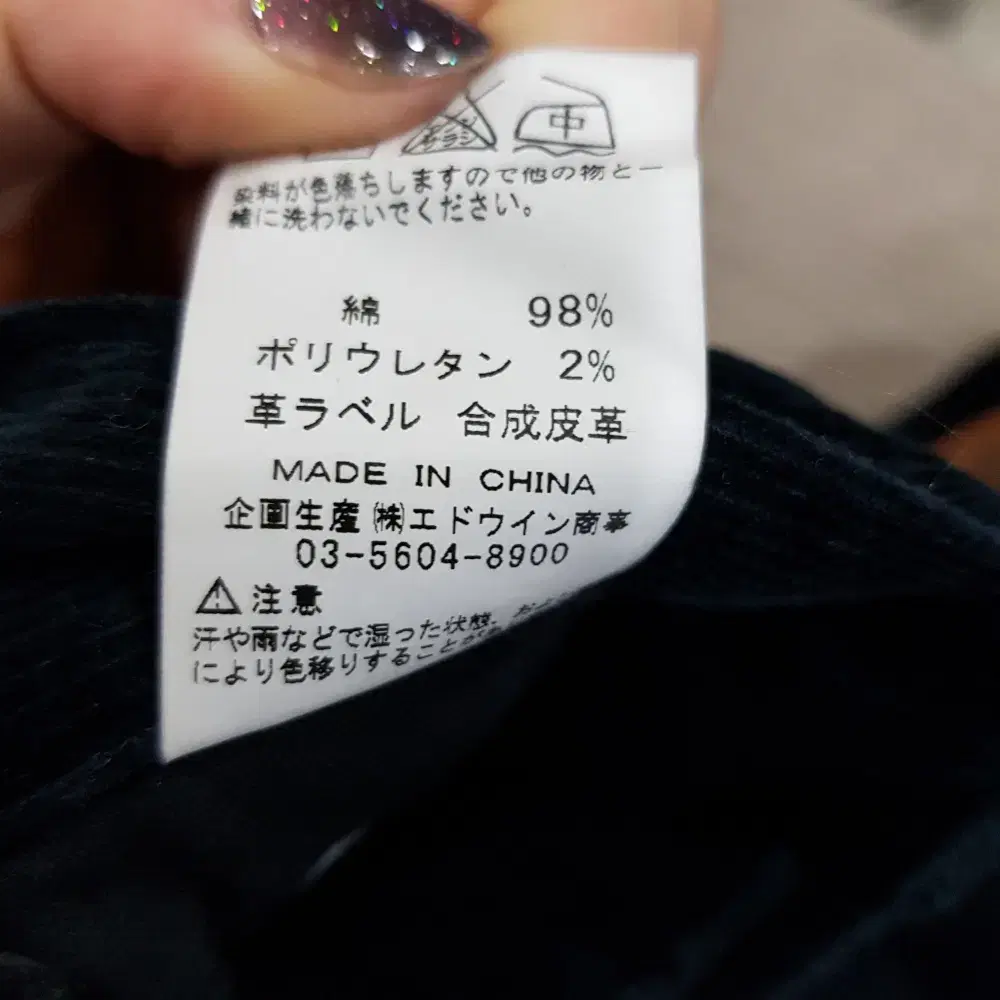 サラシ 中
染料が色落ちしますので他の物と一
緒に洗わないでください。
綿 98%
ポリウレタン 2%
革ラベル 合成皮革
MADE IN CHINA
企画生産 ㈱エドウイン商事
03-5604-8900
注意
汗や雨などで湿った状態、
により色移りすることが